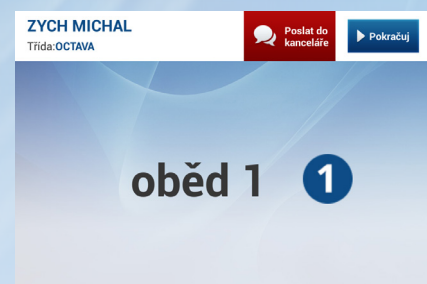 ZYCH MICHAL
Třída:OCTAVA
Poslat do
kanceláře
Pokračuj
oběd 1 1